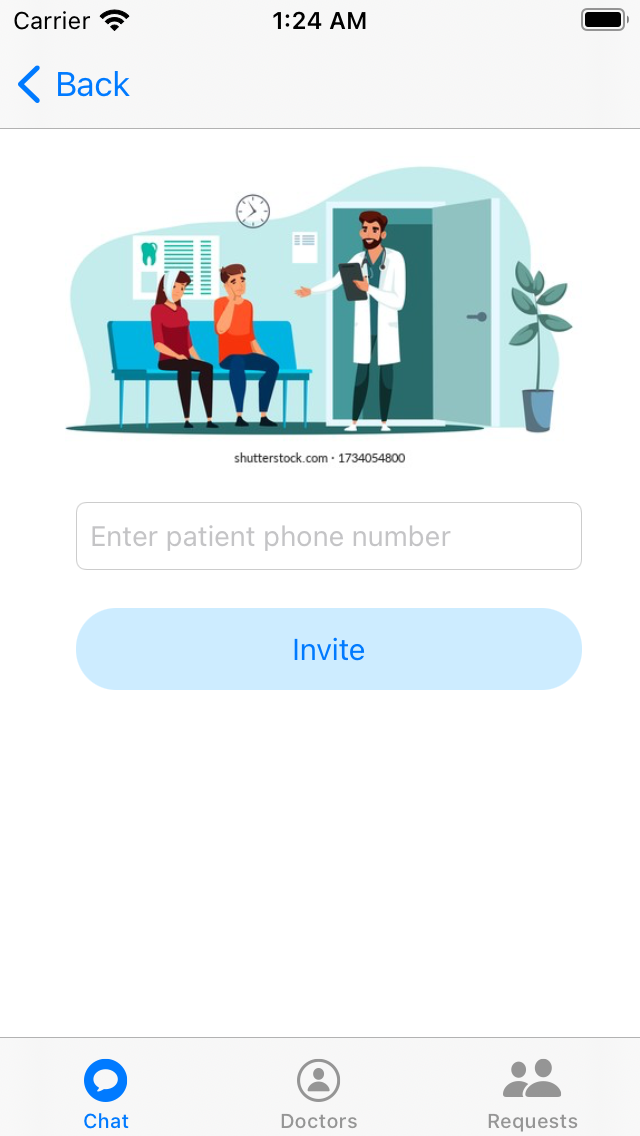 Carrier 1:24 AM
Back
shutterstock.com · 1734054800
Enter patient phone number
Invite
Chat Doctors Requests